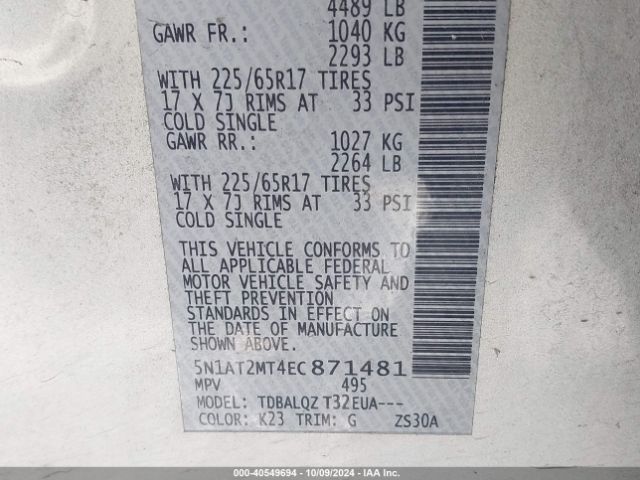 4489 LB
GAWR FR.: 1040 KG
2293 LB
WITH 225/65R17 TIRES
17 X 7J RIMS AT 33 PSI
COLD SINGLE
GAWR RR.: 1027 KG
2264 LB
WITH 225/65R17 TIRES
17 X 7J RIMS AT 33 PSI
COLD SINGLE
THIS VEHICLE CONFORMS TO
ALL APPLICABLE FEDERAL
MOTOR VEHICLE SAFETY AND
THEFT PREVENTION
STANDARDS IN EFFECT ON
THE DATE OF MANUFACTURE
SHOWN ABOVE.
5N1AT2MT4EC871481
MPV 495
MODEL: TDBALQZ T32EUA---
COLOR: K23 TRIM: G ZS30A
000-40549694 | 10/09/2024 | IAA Inc.